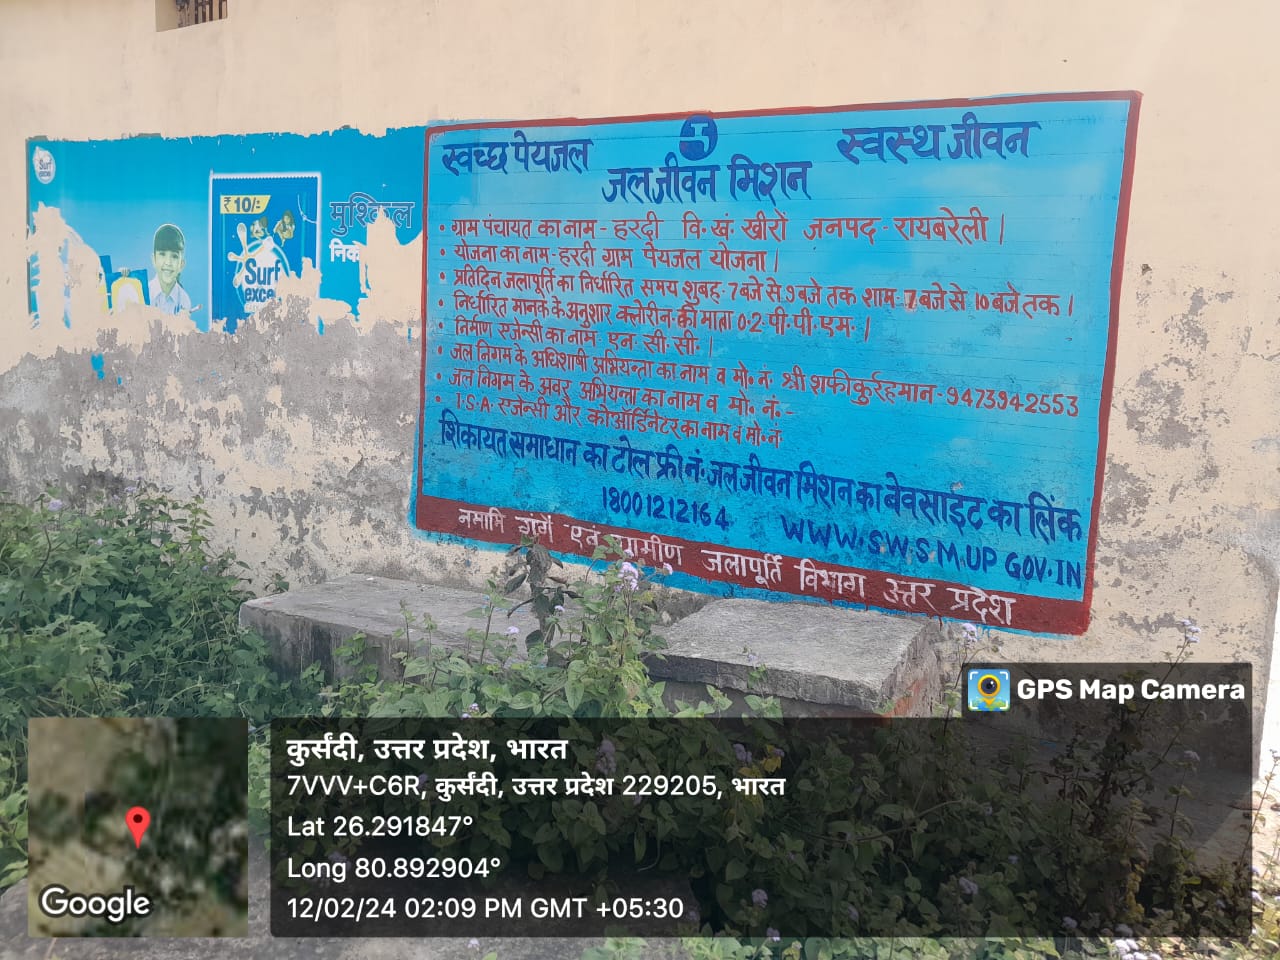 Surf
excel
₹ 10/-
Surf
मुश्किल
स्वच्छ पेयजल
स्वस्थ जीवन
जल जीवन मिशन
• ग्राम पंचायत का नाम - हरदी वि॰ खं॰ खीरों जनपद - रायबरेली |
• योजना का नाम - हरदी ग्राम पेयजल योजना |
• प्रतिदिन जलापूर्ति का निर्धारित समय शुबह - 7 बजे से 9 बजे तक शाम - 7 बजे से 10 बजे तक |
• निर्धारित मानक के अनुशार क्लोरीन की माता 0.2 पी॰ पी॰ एम॰ |
• निर्माण एजेन्सी का नाम एन॰ सी॰ सी॰ |
• जल निगम के अधिशाषी अभियन्ता का नाम व मो॰ नं॰ श्री शफीकुर्रहमान - 9473942553
• जल निगम के अवर अभियन्ता का नाम व मो॰ नं॰ -
• I.S.A. एजेन्सी और कोऑर्डिनेटर का नाम व मो॰ नं॰
शिकायत समाधान का टोल फ्री नं॰ जल जीवन मिशन का बेवसाइट का लिंक
18001212164 WWW.SWSM.UP GOV.IN
नमामि गंगें एवं ग्रामीण जलापूर्ति विभाग उत्तर प्रदेश
GPS Map Camera
कुर्संदी, उत्तर प्रदेश, भारत
7VVV+C6R, कुर्संदी, उत्तर प्रदेश 229205, भारत
Lat 26.291847°
Long 80.892904°
12/02/24 02:09 PM GMT +05:30
Google